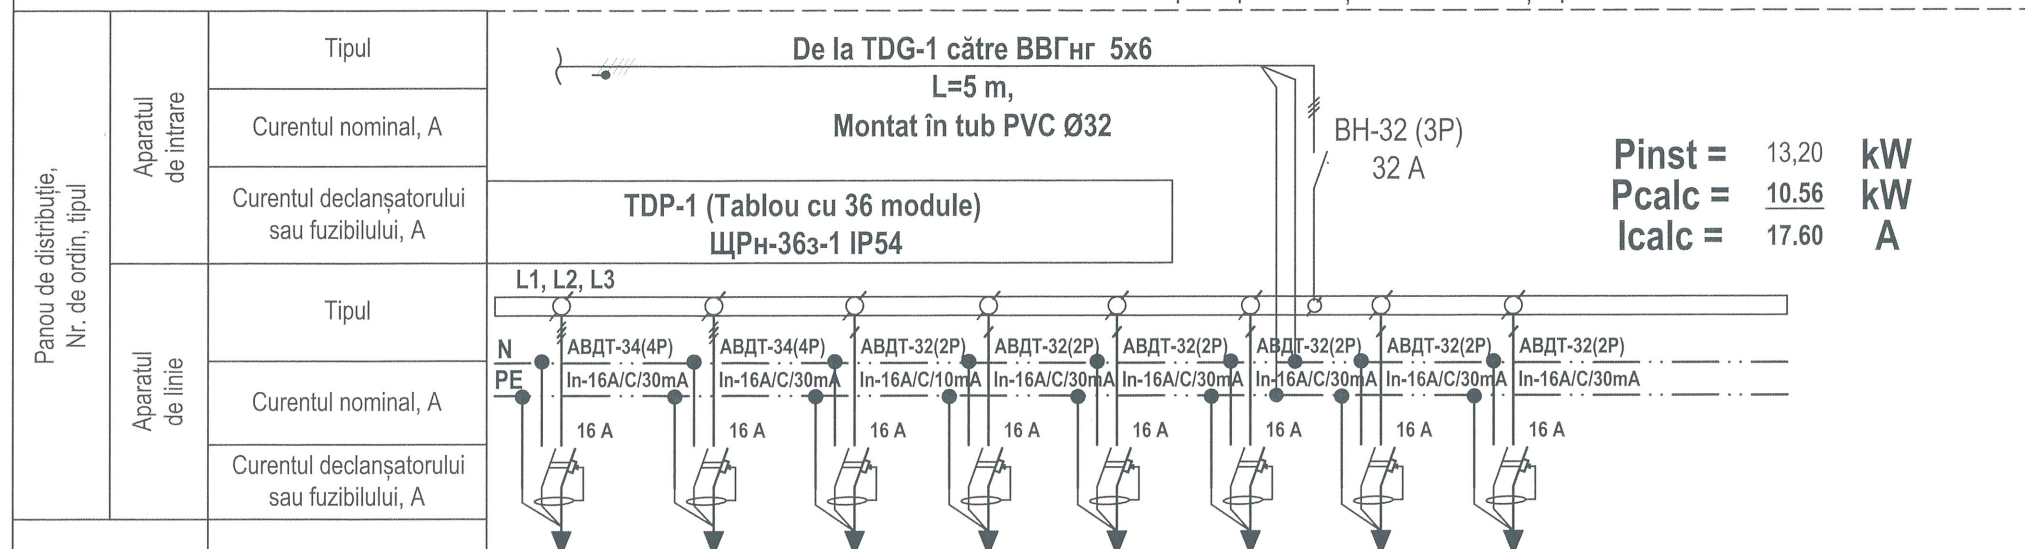 Panou de distribuție,
Nr. de ordin, tipul
Aparatul
de intrare
Tipul
Curentul nominal, A
Curentul declanșatorului
sau fuzibilului, A
De la TDG-1 către ВВГнг 5x6
L=5 m,
Montat în tub PVC Ø32
BH-32 (3P)
32 A
Pinst = 13,20 kW
Pcalc = 10.56 kW
Icalc = 17.60 A
TDP-1 (Tablou cu 36 module)
ЩРн-36з-1 IP54
Aparatul
de linie
Tipul
Curentul nominal, A
Curentul declanșatorului
sau fuzibilului, A
L1, L2, L3
N АВДТ-34(4P) АВДТ-34(4P) АВДТ-32(2P) АВДТ-32(2P) АВДТ-32(2P) АВДТ-32(2P) АВДТ-32(2P) АВДТ-32(2P)
PE In-16A/C/30mA In-16A/C/30mA In-16A/C/10mA In-16A/C/30mA In-16A/C/30mA In-16A/C/30mA In-16A/C/30mA In-16A/C/30mA
16 A 16 A 16 A 16 A 16 A 16 A 16 A 16 A